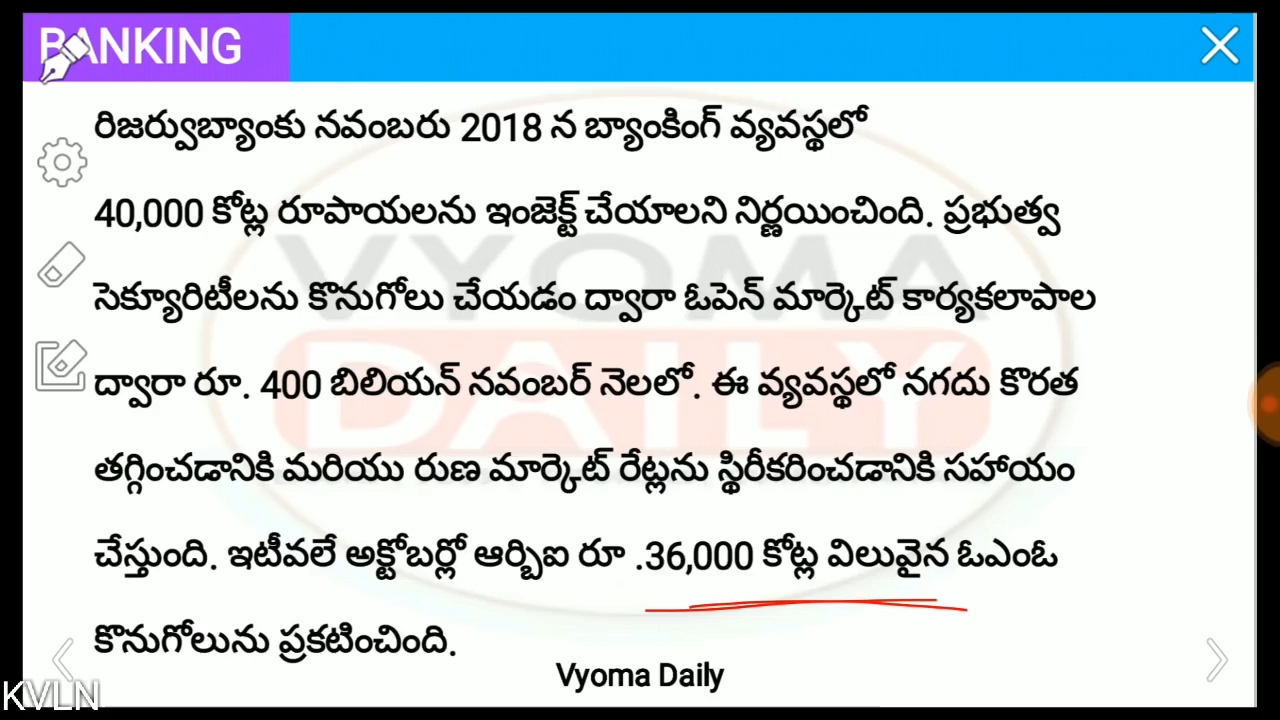 BANKING
రిజర్వుబ్యాంకు నవంబరు 2018 న బ్యాంకింగ్ వ్యవస్థలో
40,000 కోట్ల రూపాయలను ఇంజెక్ట్ చేయాలని నిర్ణయించింది. ప్రభుత్వ
సెక్యూరిటీలను కొనుగోలు చేయడం ద్వారా ఓపెన్ మార్కెట్ కార్యకలాపాల
ద్వారా రూ. 400 బిలియన్ నవంబర్ నెలలో. ఈ వ్యవస్థలో నగదు కొరత
తగ్గించడానికి మరియు రుణ మార్కెట్ రేట్లను స్థిరీకరించడానికి సహాయం
చేస్తుంది. ఇటీవలే అక్టోబర్లో ఆర్బిఐ రూ .36,000 కోట్ల విలువైన ఓఎంఓ
కొనుగోలును ప్రకటించింది.
Vyoma Daily
KVLN
VYOMA
DAILY